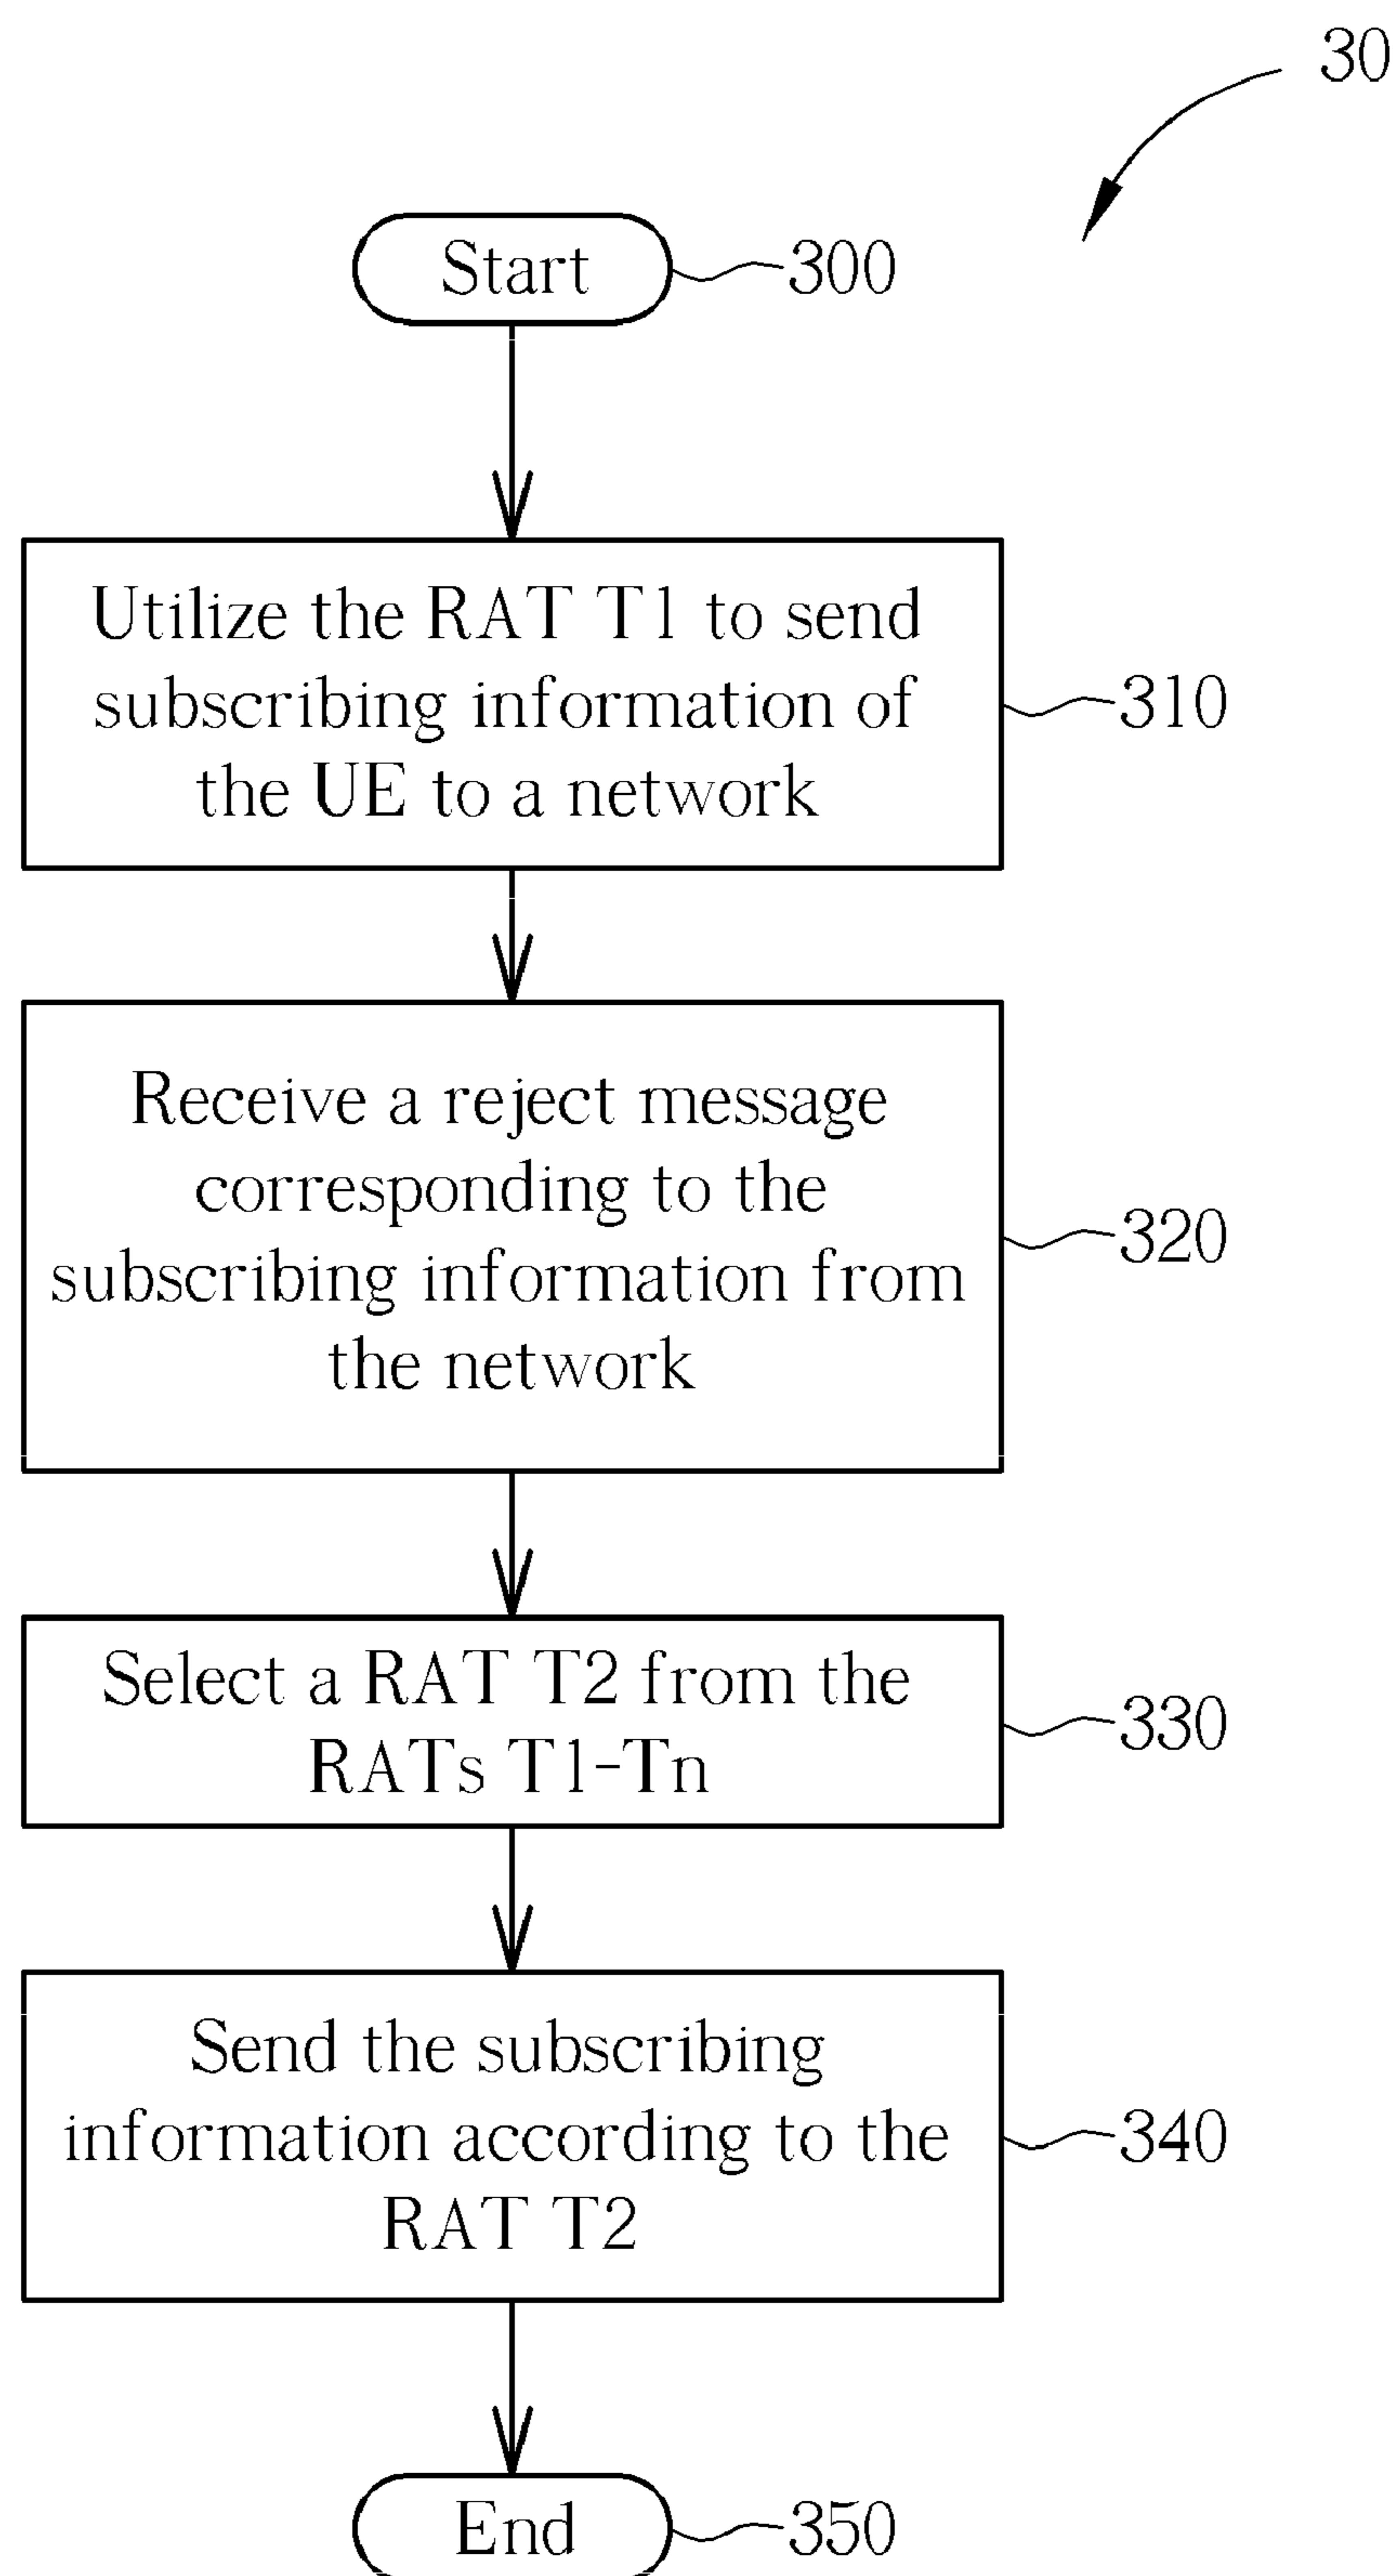 30
Start
300
Utilize the RAT T1 to send
subscribing information of
the UE to a network
310
Receive a reject message
corresponding to the
subscribing information from
the network
320
Select a RAT T2 from the
RATs T1-Tn
330
Send the subscribing
information according to the
RAT T2
340
End
350